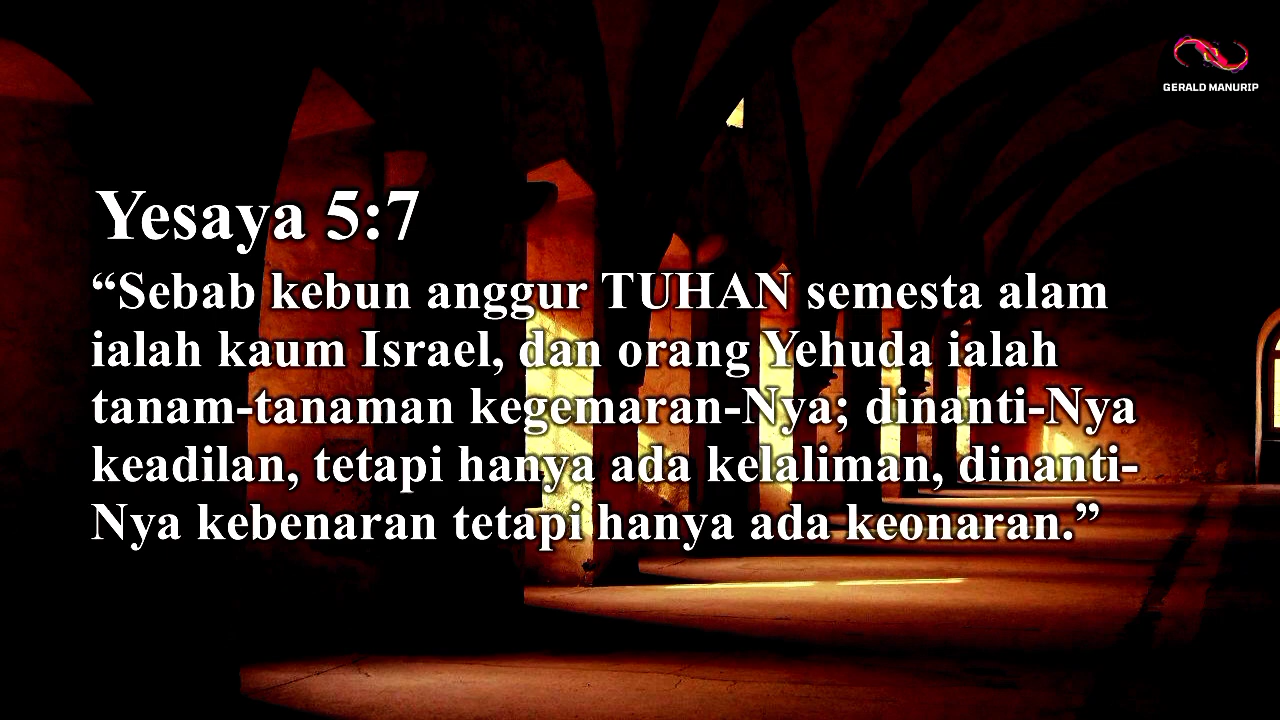 GERALD MANURIP
Yesaya 5:7
“Sebab kebun anggur TUHAN semesta alam
ialah kaum Israel, dan orang Yehuda ialah
tanam-tanaman kegemaran-Nya; dinanti-Nya
keadilan, tetapi hanya ada kelaliman, dinanti-
Nya kebenaran tetapi hanya ada keonaran.”